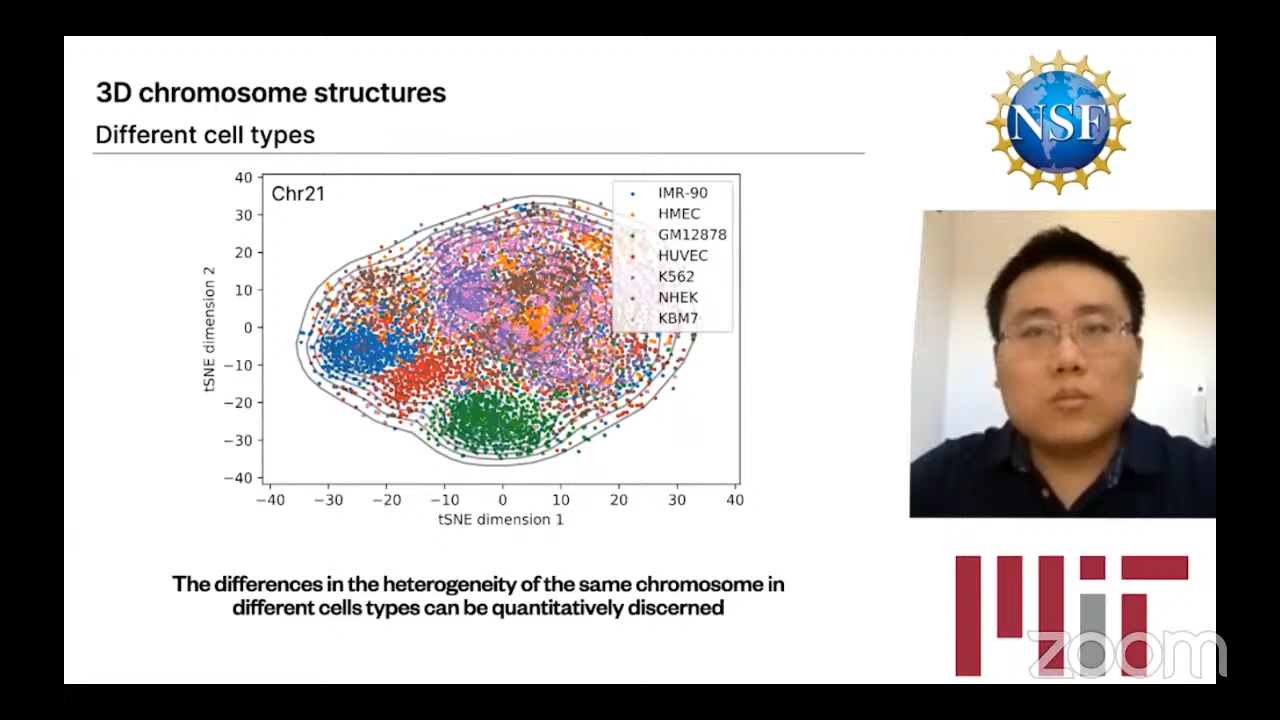 3D chromosome structures
Different cell types
Chr21
IMR-90
HMEC
GM12878
HUVEC
K562
NHEK
KBM7
40
30
20
10
0
−10
−20
−30
−40
tSNE dimension 2
−40 −30 −20 −10 0 10 20 30 40
tSNE dimension 1
The differences in the heterogeneity of the same chromosome in
different cells types can be quantitatively discerned
NSF
MIT
zoom